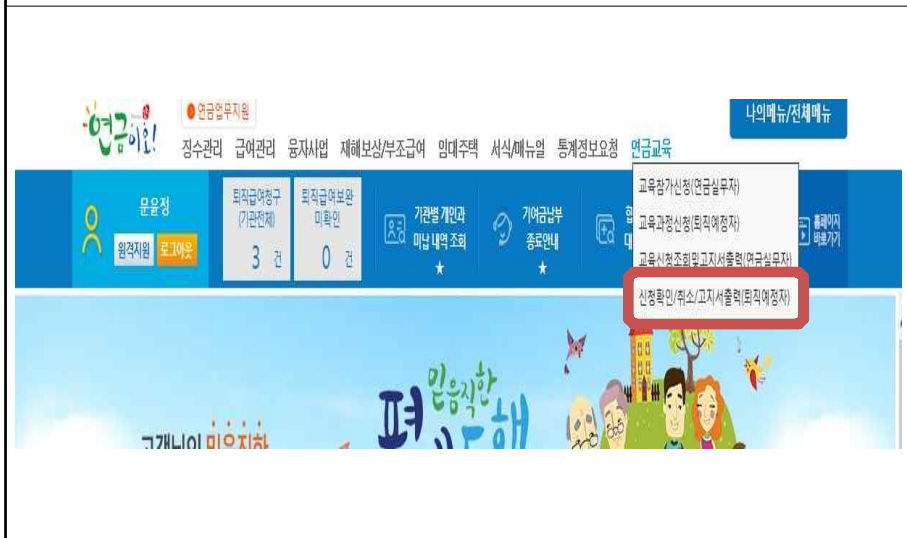 연금이오!
연금업무지원
나의메뉴/전체메뉴
징수관리 급여관리 융자사업 재해보상/부조급여 임대주택 서식/매뉴얼 통계정보요청 연금교육
문윤정
원격지원 로그아웃
퇴직급여청구
(기관전체)
3 건
퇴직급여보완
미확인
0 건
기관별 개인과
미납 내역 조회
★
기여금납부
종료안내
★
홈페이지
바로가기
교육참가신청(연금실무자)
교육과정신청(퇴직예정자)
교육신청조회및고지서출력(연금실무자)
신청확인/취소/고지서출력(퇴직예정자)
믿음직한